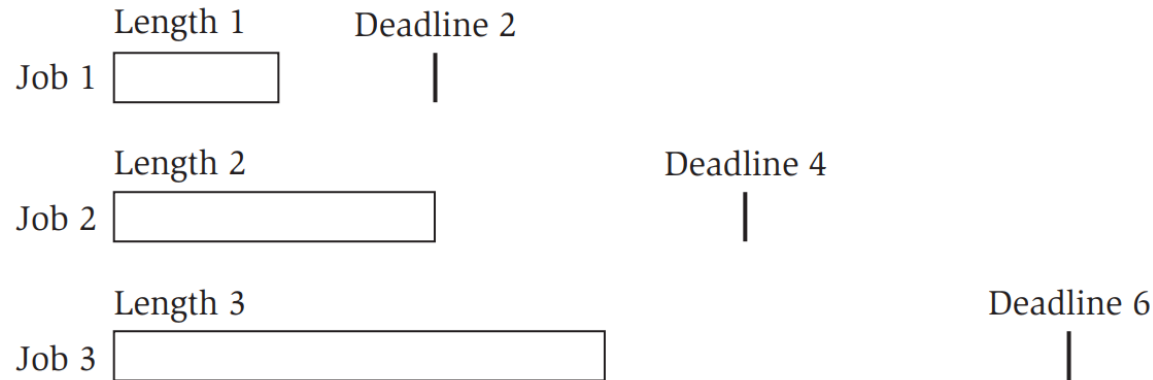 Length 1
Deadline 2
Job 1
Length 2
Deadline 4
Job 2
Length 3
Deadline 6
Job 3